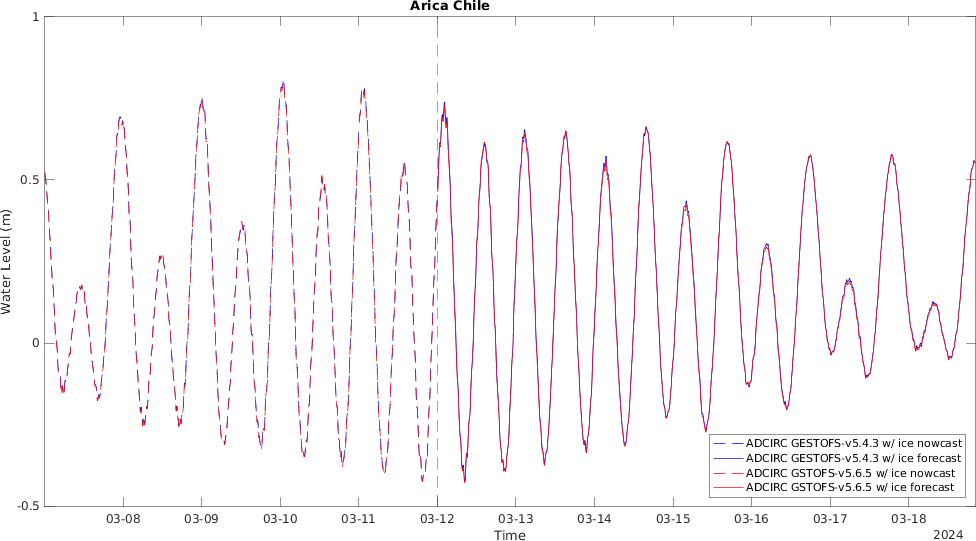 Arica Chile
1
0.5
0
-0.5
Water Level (m)
ADCIRC GESTOFS-v5.4.3 w/ ice nowcast
ADCIRC GESTOFS-v5.4.3 w/ ice forecast
ADCIRC GSTOFS-v5.6.5 w/ ice nowcast
ADCIRC GSTOFS-v5.6.5 w/ ice forecast
03-08 03-09 03-10 03-11 03-12 03-13 03-14 03-15 03-16 03-17 03-18
Time
2024